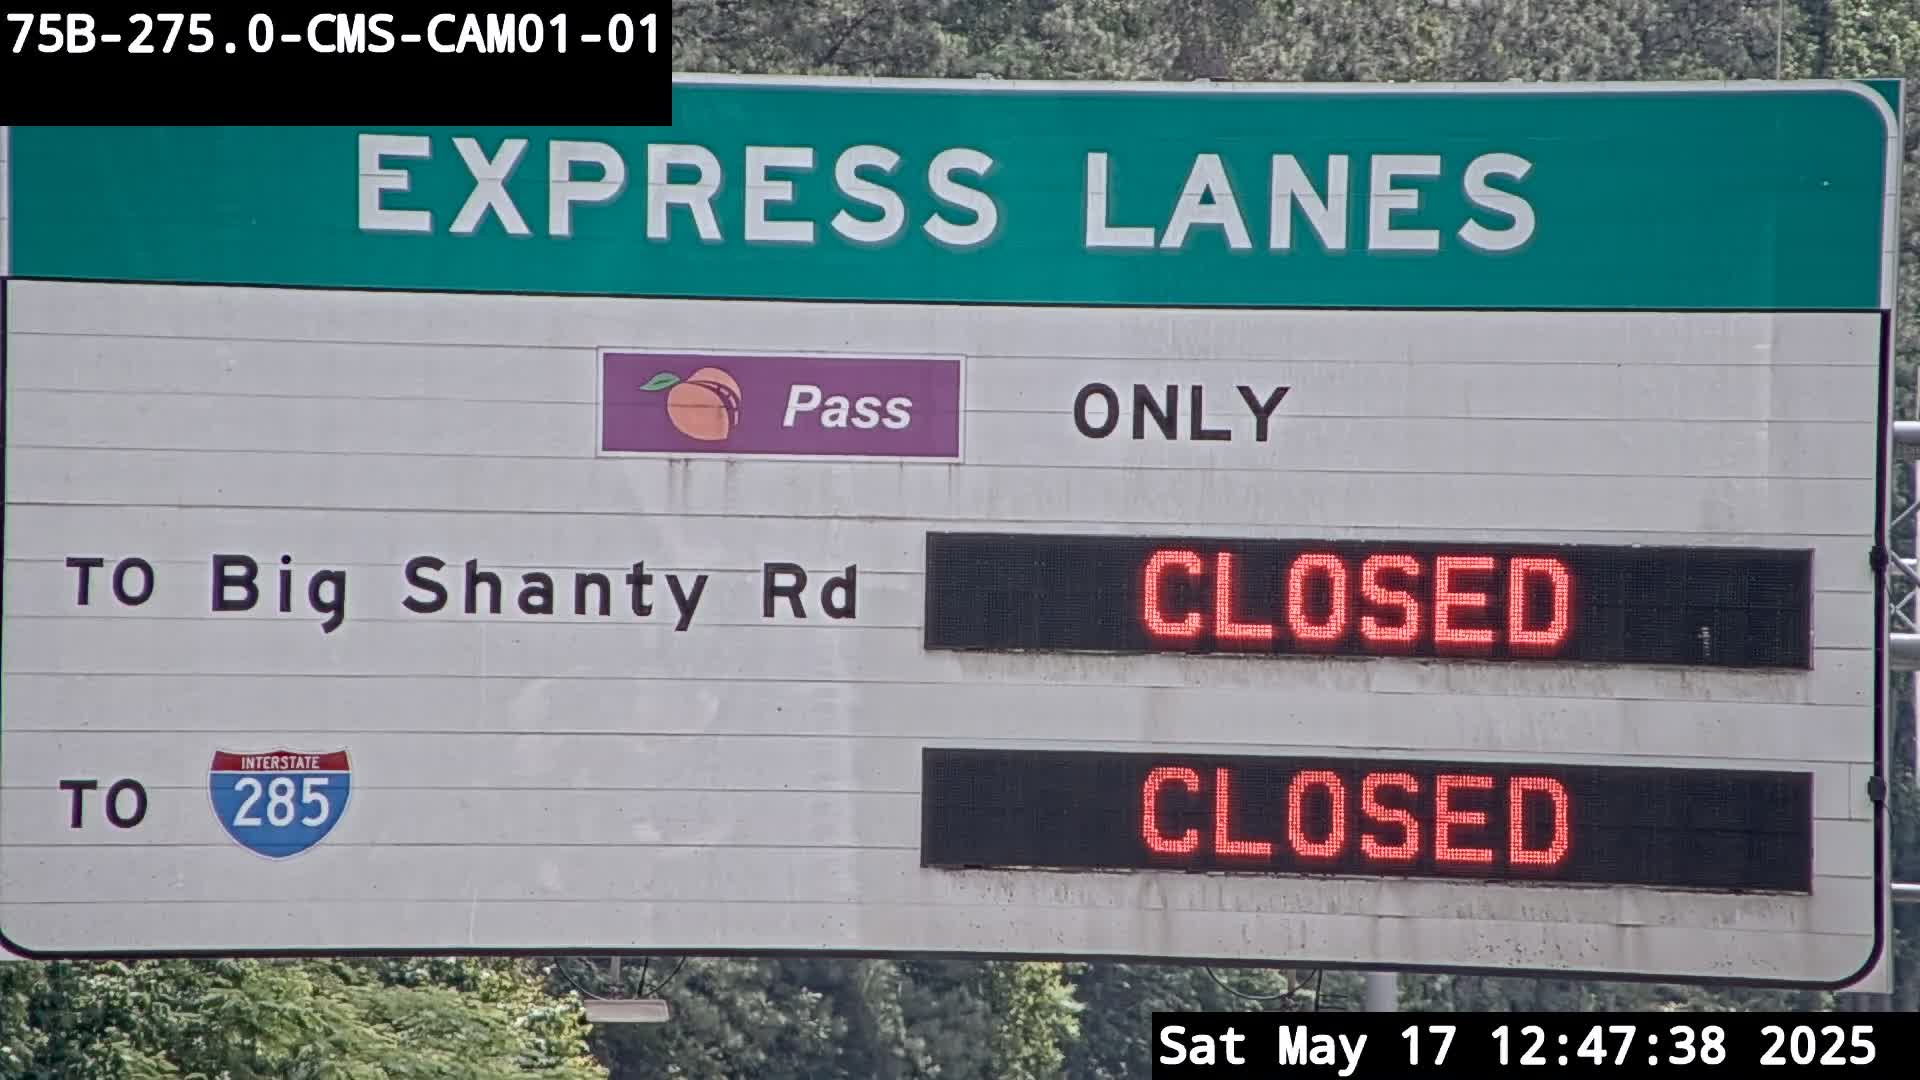 75B-275.0-CMS-CAM01-01
EXPRESS LANES
Pass ONLY
TO Big Shanty Rd CLOSED
TO INTERSTATE 285 CLOSED
Sat May 17 12:47:38 2025